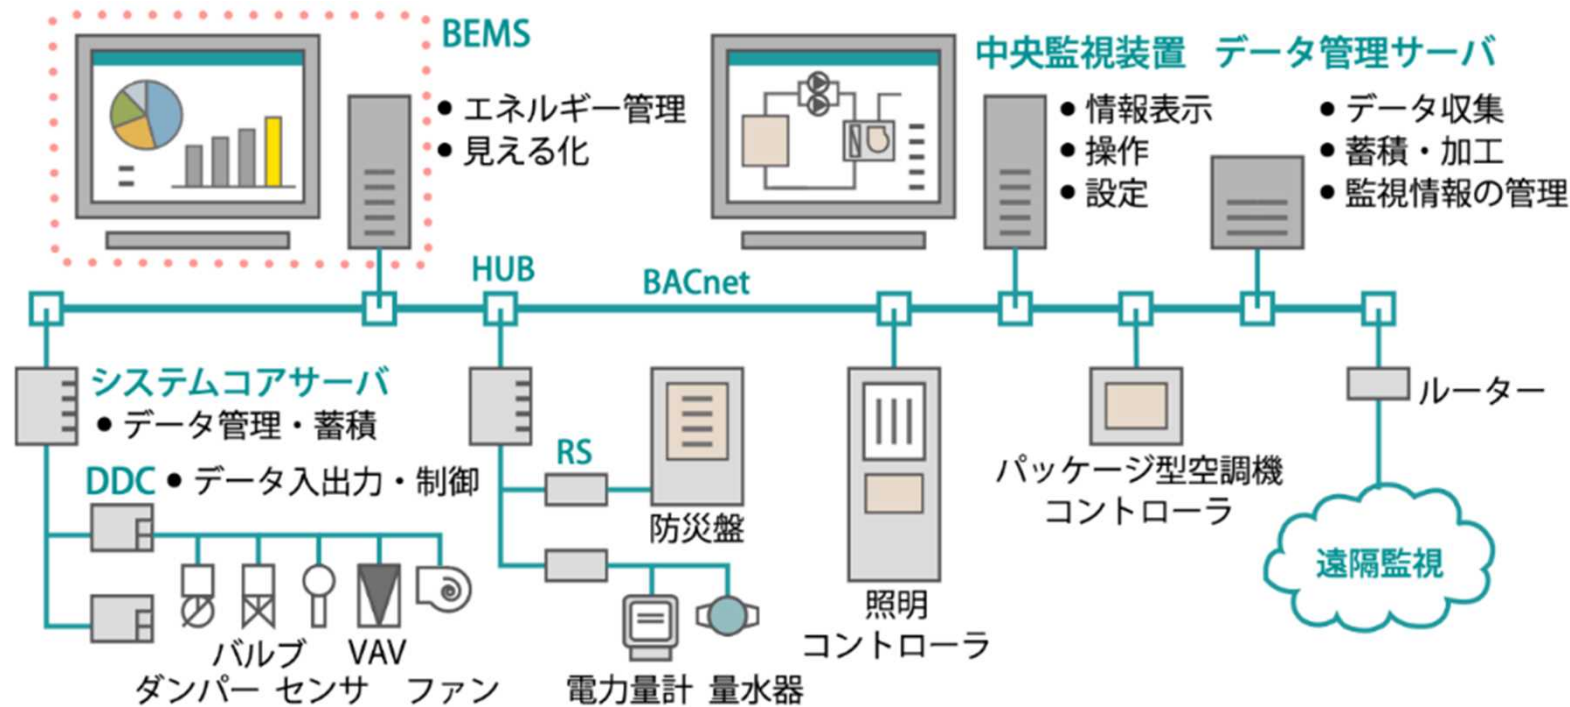 BEMS
● エネルギー管理
● 見える化
中央監視装置
● 情報表示
● 操作
● 設定
データ管理サーバ
● データ収集
● 蓄積・加工
● 監視情報の管理
HUB
BACnet
システムコアサーバ
● データ管理・蓄積
DDC ● データ入出力・制御
バルブ VAV
ダンパー センサ ファン
RS
防災盤
電力量計 量水器
照明
コントローラ
パッケージ型空調機
コントローラ
ルーター
遠隔監視